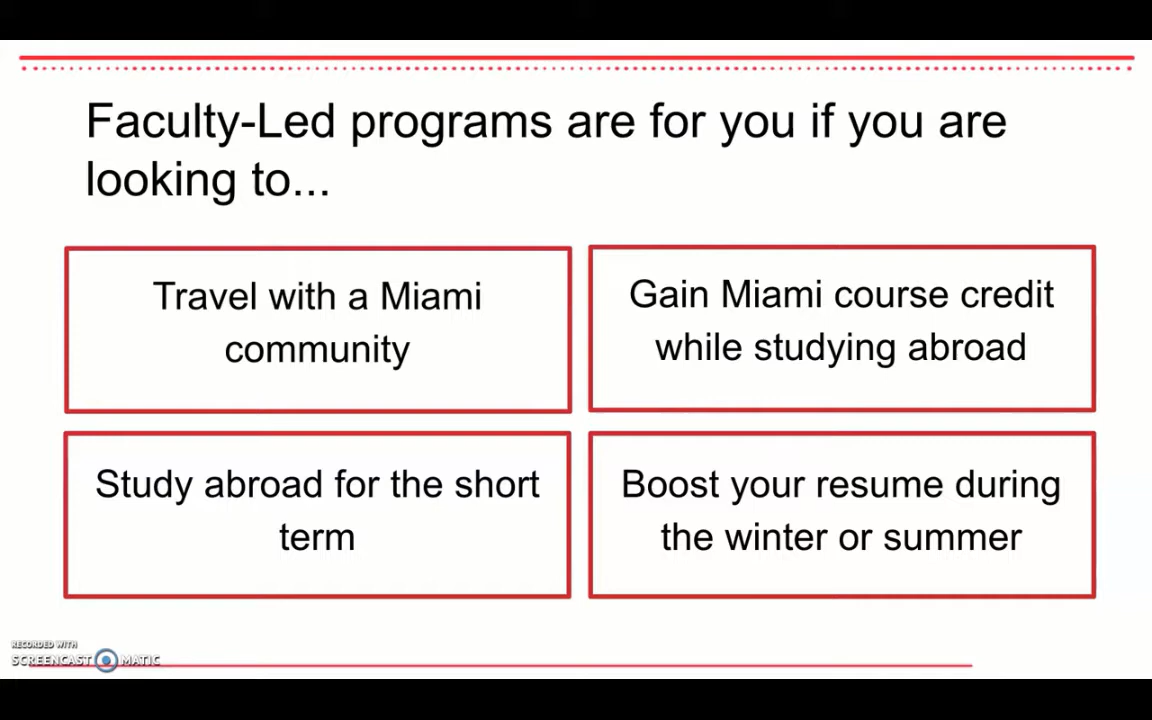 Faculty-Led programs are for you if you are
looking to...
Travel with a Miami
community
Gain Miami course credit
while studying abroad
Study abroad for the short
term
Boost your resume during
the winter or summer
RECORDED WITH
SCREENCAST MATIC